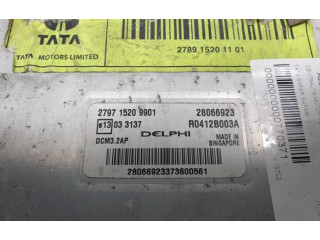 TATA
TATA MOTORS LIMITED
2789 1520 11 01
2797 1520 9901
28066923
e13 03 3137
DELPHI
R0412B003A
DCM3.2AP
MADE IN
SINGAPORE
28066923373600561